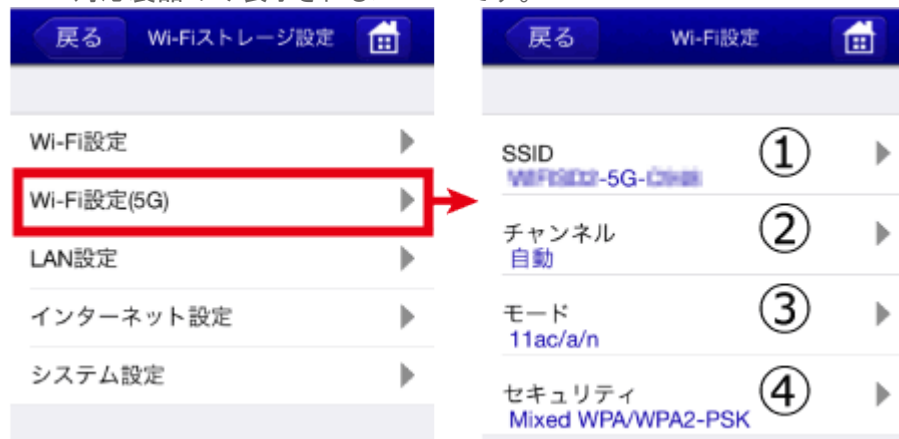 戻る
Wi-Fiストレージ設定
Wi-Fi設定
Wi-Fi設定(5G)
LAN設定
インターネット設定
システム設定
戻る
Wi-Fi設定
SSID
-5G-
①
チャンネル
自動
②
モード
11ac/a/n
③
セキュリティ
Mixed WPA/WPA2-PSK
④